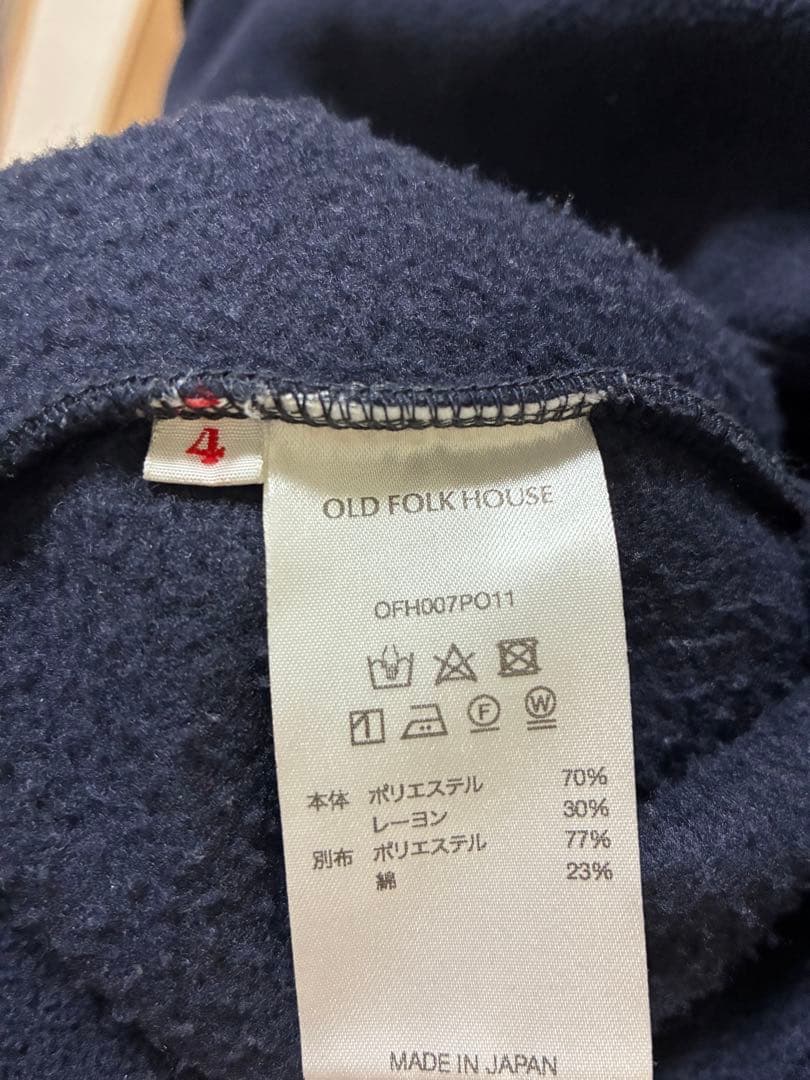 4
OLD FOLK HOUSE
OFH007PO11
F W
本体 ポリエステル 70%
レーヨン 30%
別布 ポリエステル 77%
綿 23%
MADE IN JAPAN